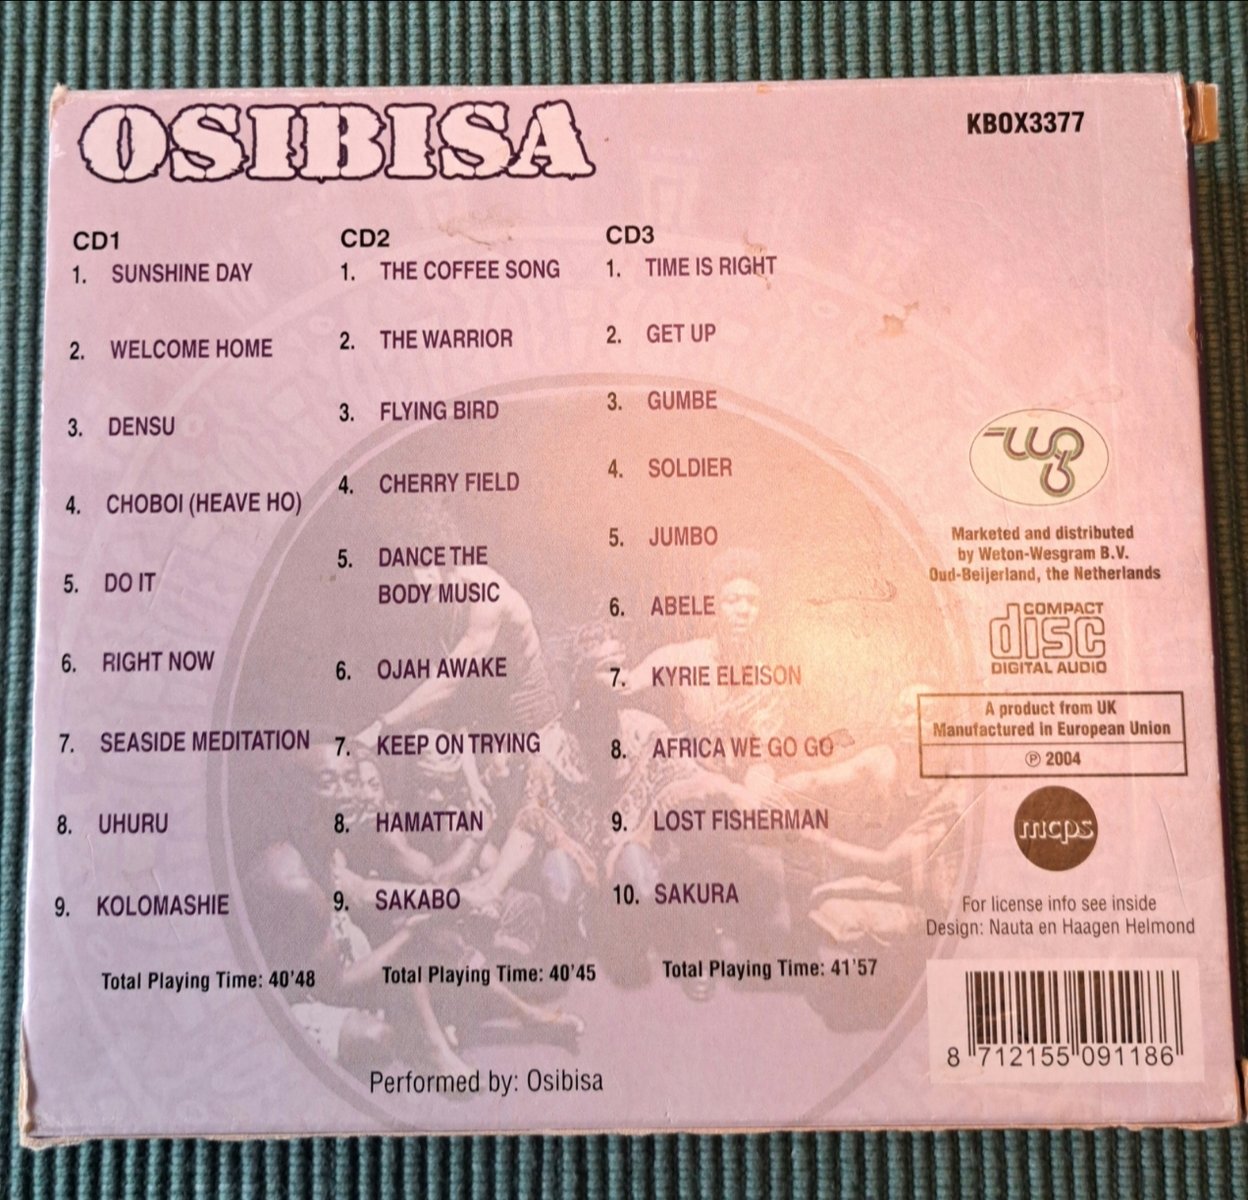 OSIBISA
KBOX3377
CD1
1. SUNSHINE DAY
2. WELCOME HOME
3. DENSU
4. CHOBOI (HEAVE HO)
5. DO IT
6. RIGHT NOW
7. SEASIDE MEDITATION
8. UHURU
9. KOLOMASHIE
Total Playing Time: 40'48
CD2
1. THE COFFEE SONG
2. THE WARRIOR
3. FLYING BIRD
4. CHERRY FIELD
5. DANCE THE
BODY MUSIC
6. OJAH AWAKE
7. KEEP ON TRYING
8. HAMATTAN
9. SAKABO
Total Playing Time: 40'45
CD3
1. TIME IS RIGHT
2. GET UP
3. GUMBE
4. SOLDIER
5. JUMBO
6. ABELE
7. KYRIE ELEISON
8. AFRICA WE GO GO
9. LOST FISHERMAN
10. SAKURA
Total Playing Time: 41'57
Performed by: Osibisa
Marketed and distributed
by Weton-Wesgram B.V.
Oud-Beijerland, the Netherlands
COMPACT
disc
DIGITAL AUDIO
A product from UK
Manufactured in European Union
℗ 2004
mcps
For license info see inside
Design: Nauta en Haagen Helmond
8 712155 091186